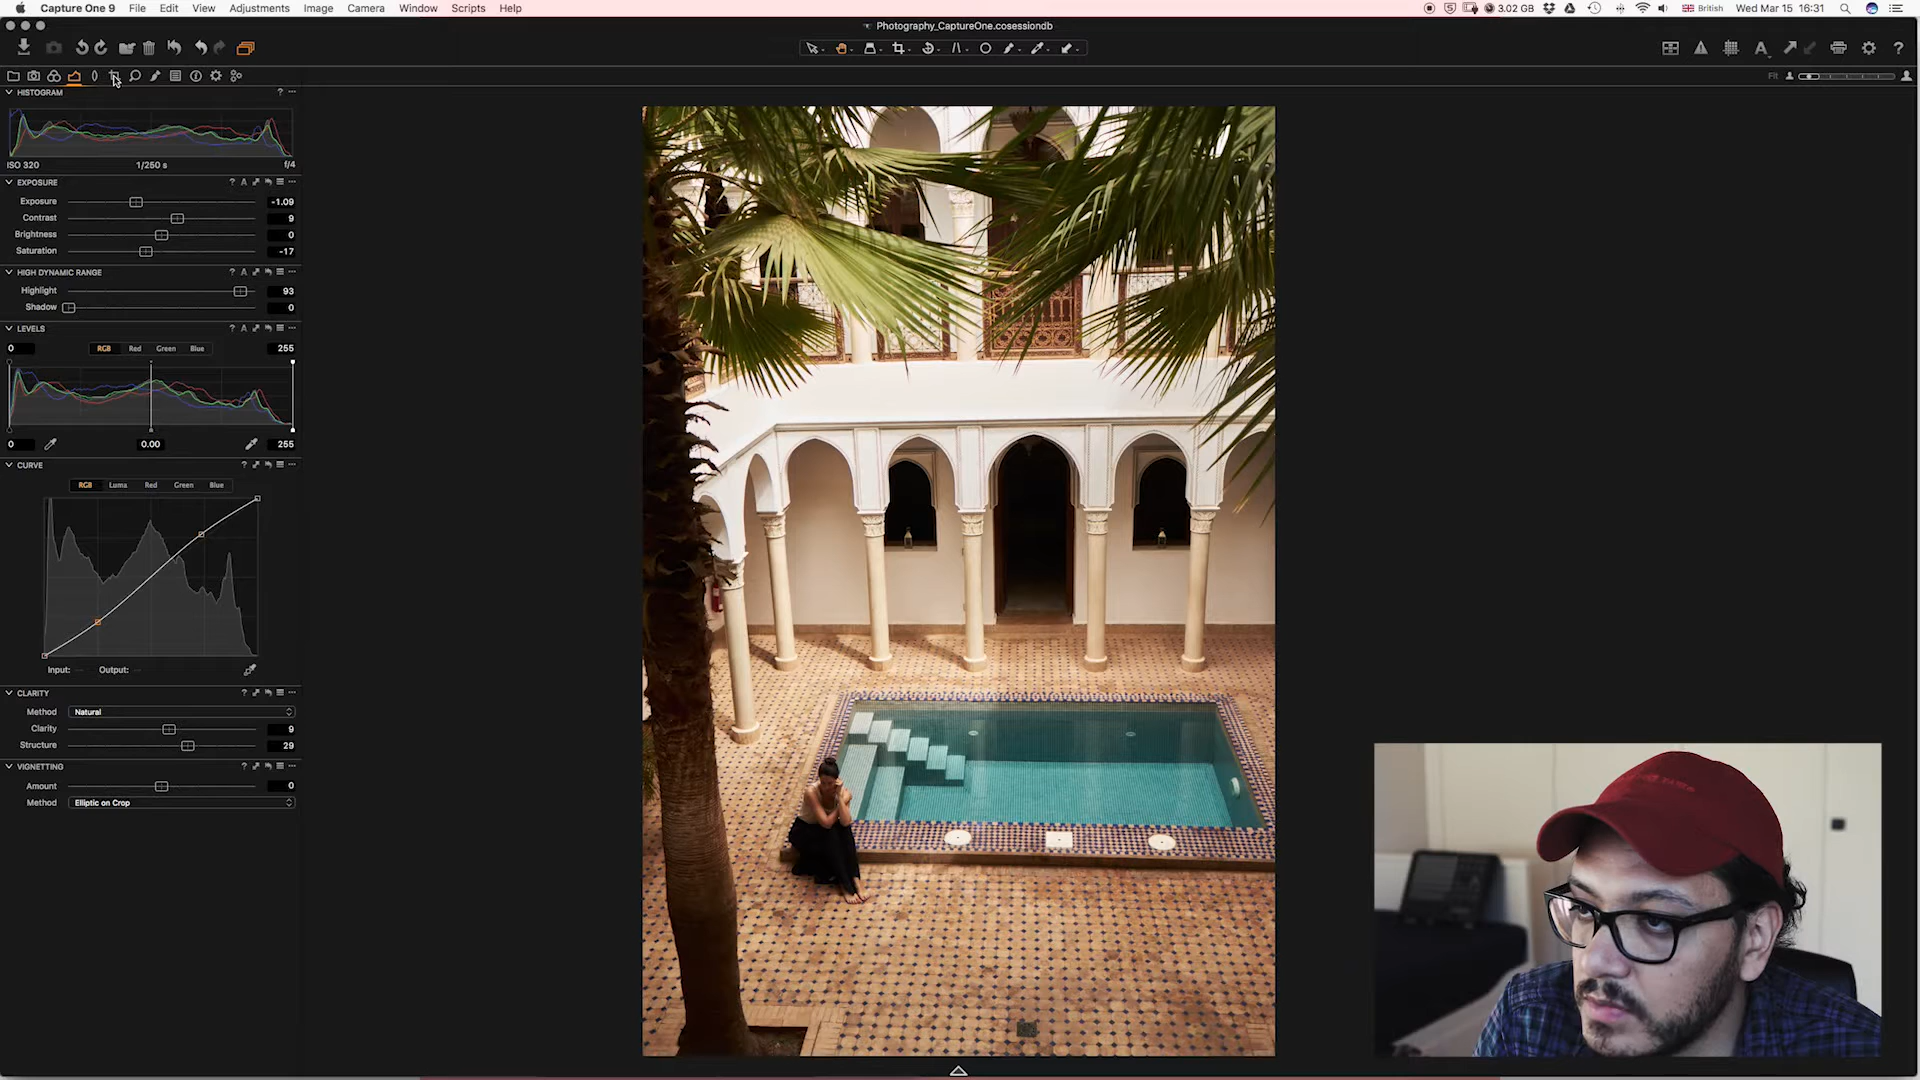 Capture One 9 File Edit View Adjustments Image Camera Window Scripts Help
3.02 GB British Wed Mar 15 16:31
Photography_CaptureOne.cosessiondb
Fit
HISTOGRAM
ISO 320 1/250 s f/4
EXPOSURE
Exposure -1.09
Contrast 9
Brightness 0
Saturation -17
HIGH DYNAMIC RANGE
Highlight 93
Shadow 0
LEVELS
0 RGB Red Green Blue 255
0 0.00 255
CURVE
RGB Luma Red Green Blue
Input: Output:
CLARITY
Method Natural
Clarity 9
Structure 29
VIGNETTING
Amount 0
Method Elliptic on Crop